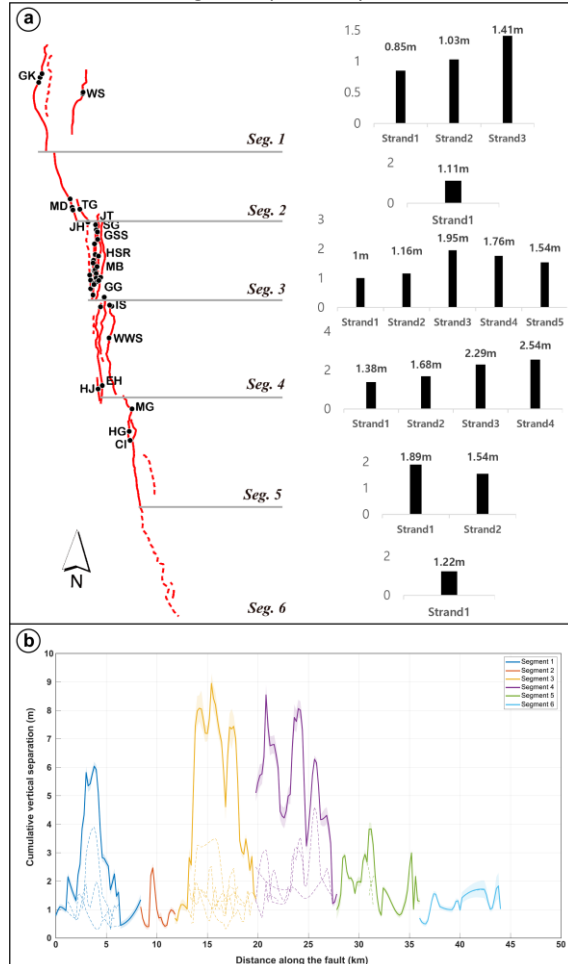 a
GK
WS
Seg. 1
MD
TG
Seg. 2
JT
JH
SG
GSS
HSR
MB
GG
Seg. 3
IS
WWS
EH
HJ
Seg. 4
MG
HG
CI
Seg. 5
N
Seg. 6
1.5
1
0.5
0
0.85m
1.03m
1.41m
Strand1
Strand2
Strand3
2
0
1.11m
Strand1
3
2
1
0
1m
1.16m
1.95m
1.76m
1.54m
Strand1
Strand2
Strand3
Strand4
Strand5
4
2
0
1.38m
1.68m
2.29m
2.54m
Strand1
Strand2
Strand3
Strand4
2
1
0
1.89m
1.54m
Strand1
Strand2
2
0
1.22m
Strand1
b
Cumulative vertical separation (m)
10
9
8
7
6
5
4
3
2
1
0
0
5
10
15
20
25
30
35
40
45
50
Distance along the fault (km)
Segment 1
Segment 2
Segment 3
Segment 4
Segment 5
Segment 6